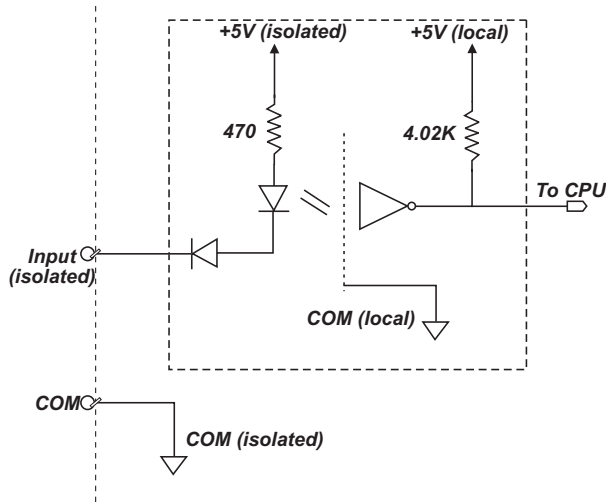 +5V (isolated)
+5V (local)
470
4.02K
To CPU
Input
(isolated)
COM (local)
COM
COM (isolated)